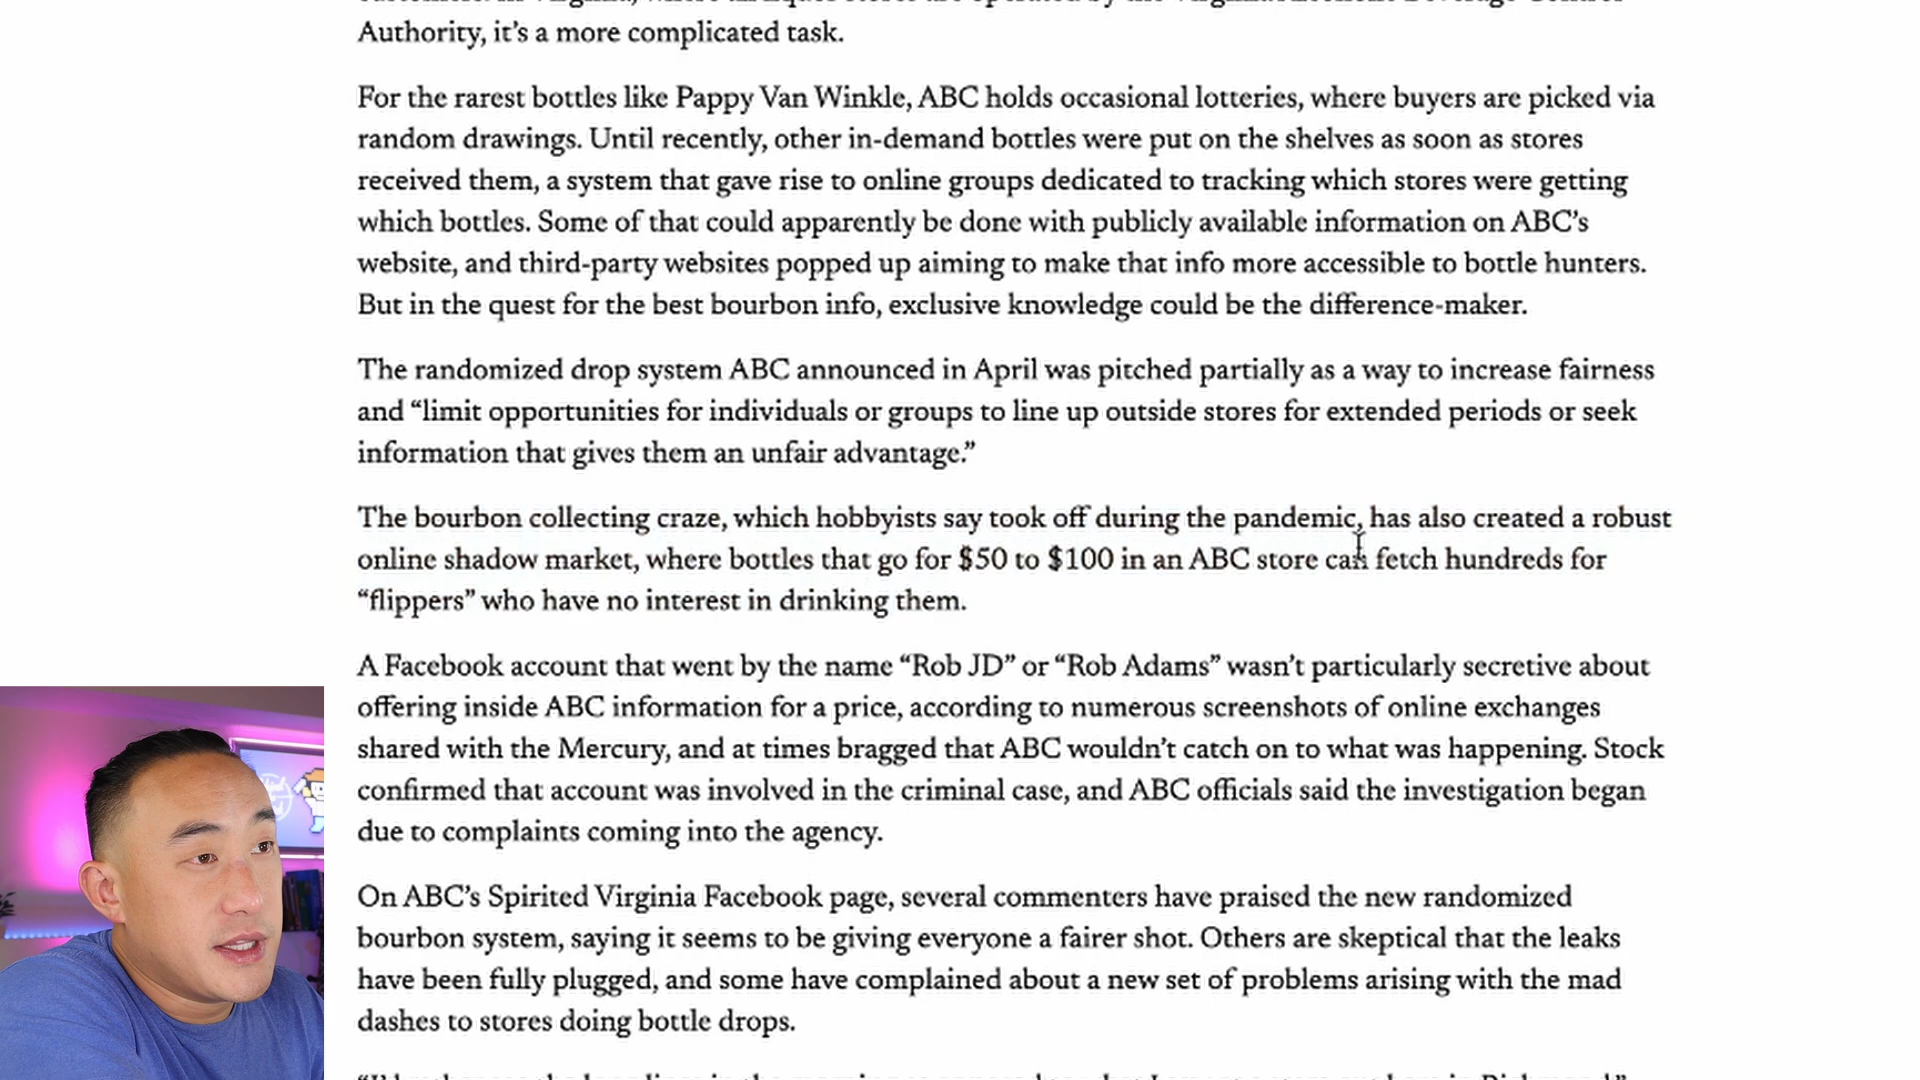 Authority, it's a more complicated task.
For the rarest bottles like Pappy Van Winkle, ABC holds occasional lotteries, where buyers are picked via
random drawings. Until recently, other in-demand bottles were put on the shelves as soon as stores
received them, a system that gave rise to online groups dedicated to tracking which stores were getting
which bottles. Some of that could apparently be done with publicly available information on ABC's
website, and third-party websites popped up aiming to make that info more accessible to bottle hunters.
But in the quest for the best bourbon info, exclusive knowledge could be the difference-maker.
The randomized drop system ABC announced in April was pitched partially as a way to increase fairness
and “limit opportunities for individuals or groups to line up outside stores for extended periods or seek
information that gives them an unfair advantage.”
The bourbon collecting craze, which hobbyists say took off during the pandemic, has also created a robust
online shadow market, where bottles that go for $50 to $100 in an ABC store can fetch hundreds for
“flippers” who have no interest in drinking them.
A Facebook account that went by the name “Rob JD” or “Rob Adams” wasn't particularly secretive about
offering inside ABC information for a price, according to numerous screenshots of online exchanges
shared with the Mercury, and at times bragged that ABC wouldn't catch on to what was happening. Stock
confirmed that account was involved in the criminal case, and ABC officials said the investigation began
due to complaints coming into the agency.
On ABC's Spirited Virginia Facebook page, several commenters have praised the new randomized
bourbon system, saying it seems to be giving everyone a fairer shot. Others are skeptical that the leaks
have been fully plugged, and some have complained about a new set of problems arising with the mad
dashes to stores doing bottle drops.